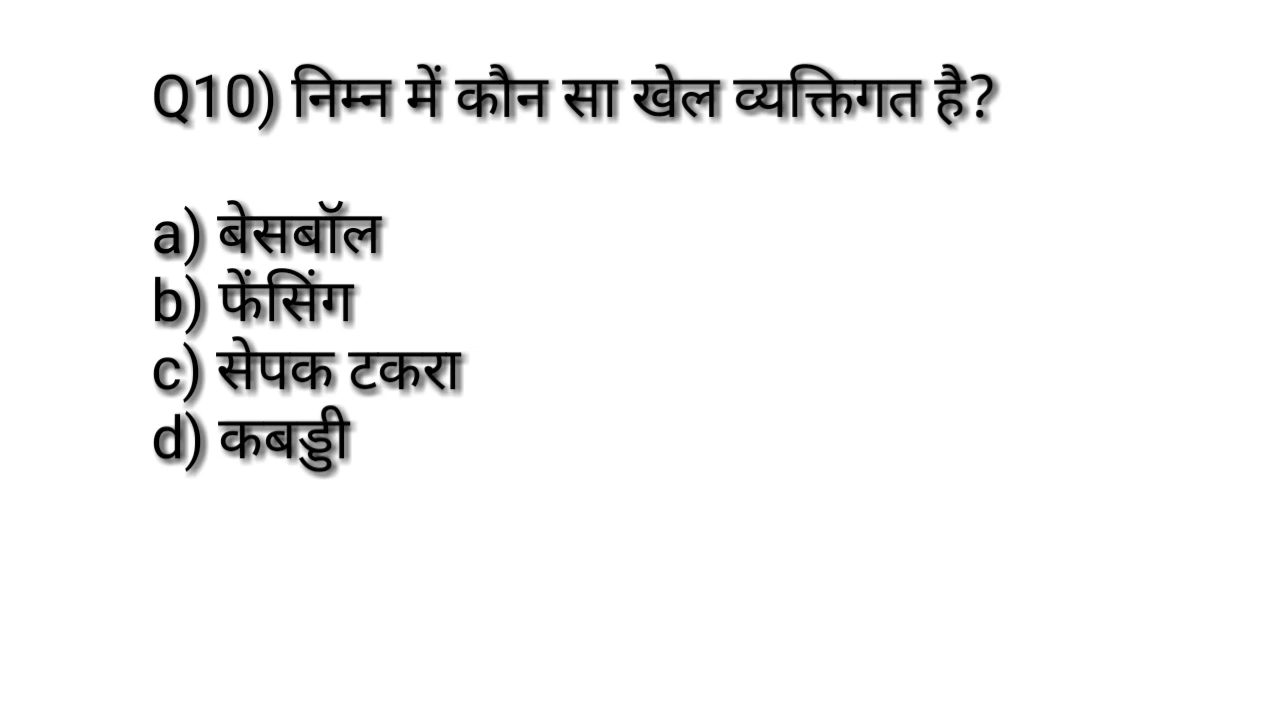 Q10) निम्न में कौन सा खेल व्यक्तिगत है?
a) बेसबॉल
b) फेंसिंग
c) सेपक टकरा
d) कबड्डी